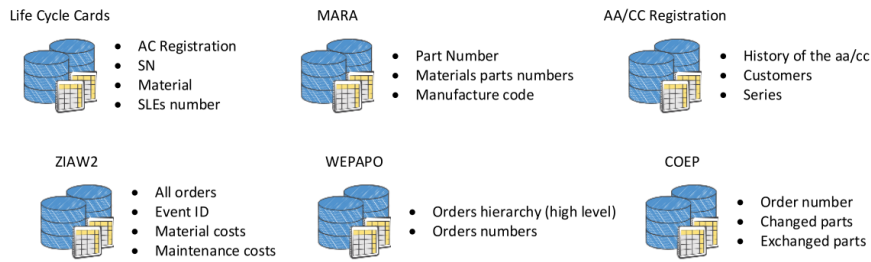 Life Cycle Cards
• AC Registration
• SN
• Material
• SLEs number
MARA
• Part Number
• Materials parts numbers
• Manufacture code
AA/CC Registration
• History of the aa/cc
• Customers
• Series
ZIAW2
• All orders
• Event ID
• Material costs
• Maintenance costs
WEPAPO
• Orders hierarchy (high level)
• Orders numbers
COEP
• Order number
• Changed parts
• Exchanged parts